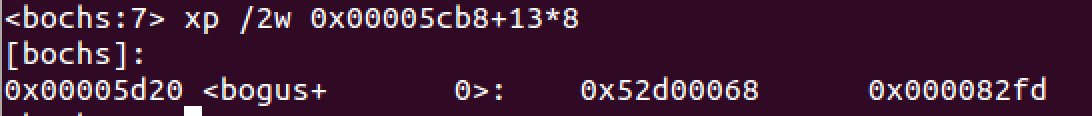 <bochs:7> xp /2w 0x00005cb8+13*8
[bochs]:
0x00005d20 <bogus+       0>:    0x52d00068      0x000082fd